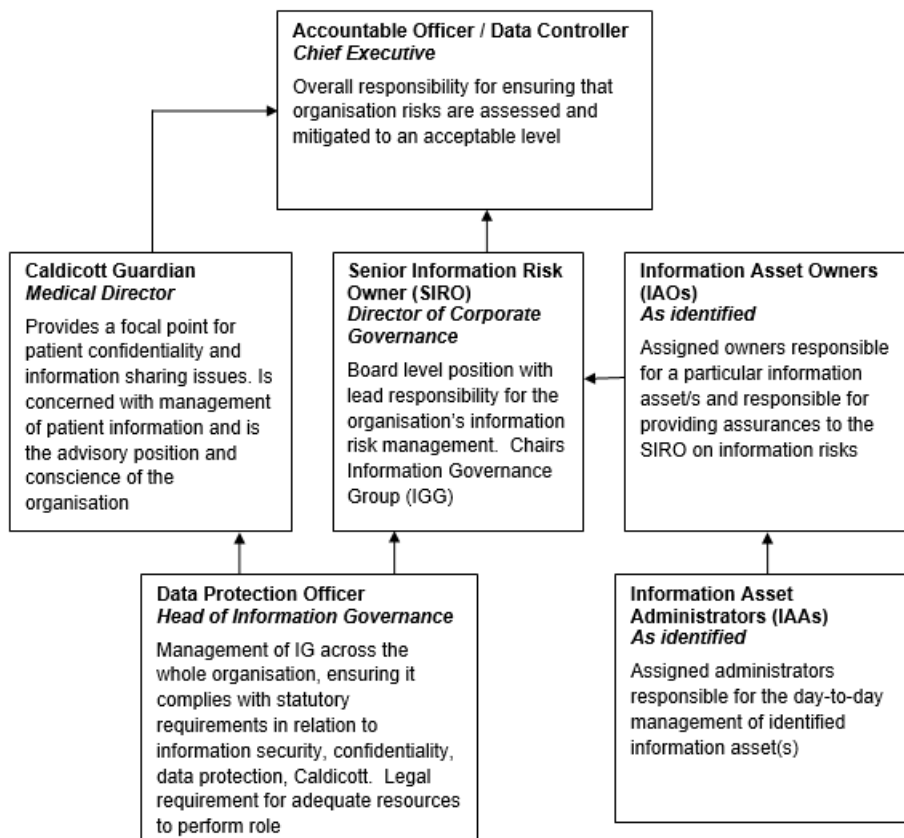 Accountable Officer / Data Controller
Chief Executive
Overall responsibility for ensuring that
organisation risks are assessed and
mitigated to an acceptable level
Caldicott Guardian
Medical Director
Provides a focal point for
patient confidentiality and
information sharing issues. Is
concerned with management
of patient information and is
the advisory position and
conscience of the
organisation
Senior Information Risk
Owner (SIRO)
Director of Corporate
Governance
Board level position with
lead responsibility for the
organisation's information
risk management.  Chairs
Information Governance
Group (IGG)
Information Asset Owners
(IAOs)
As identified
Assigned owners responsible
for a particular information
asset/s and responsible for
providing assurances to the
SIRO on information risks
Data Protection Officer
Head of Information Governance
Management of IG across the
whole organisation, ensuring it
complies with statutory
requirements in relation to
information security, confidentiality,
data protection, Caldicott.  Legal
requirement for adequate resources
to perform role
Information Asset
Administrators (IAAs)
As identified
Assigned administrators
responsible for the day-to-day
management of identified
information asset(s)